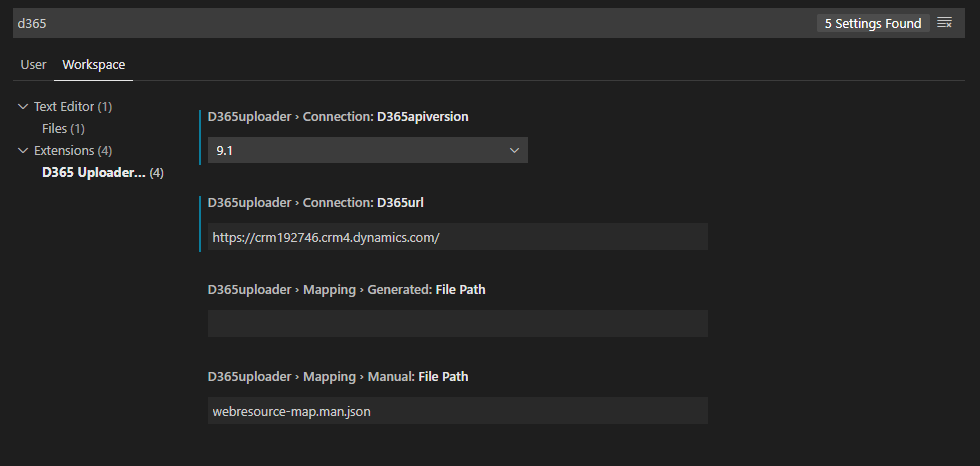 d365
5 Settings Found
User Workspace
Text Editor (1)
Files (1)
Extensions (4)
D365 Uploader... (4)
D365uploader › Connection: D365apiversion
9.1
D365uploader › Connection: D365url
https://crm192746.crm4.dynamics.com/
D365uploader › Mapping › Generated: File Path
D365uploader › Mapping › Manual: File Path
webresource-map.man.json